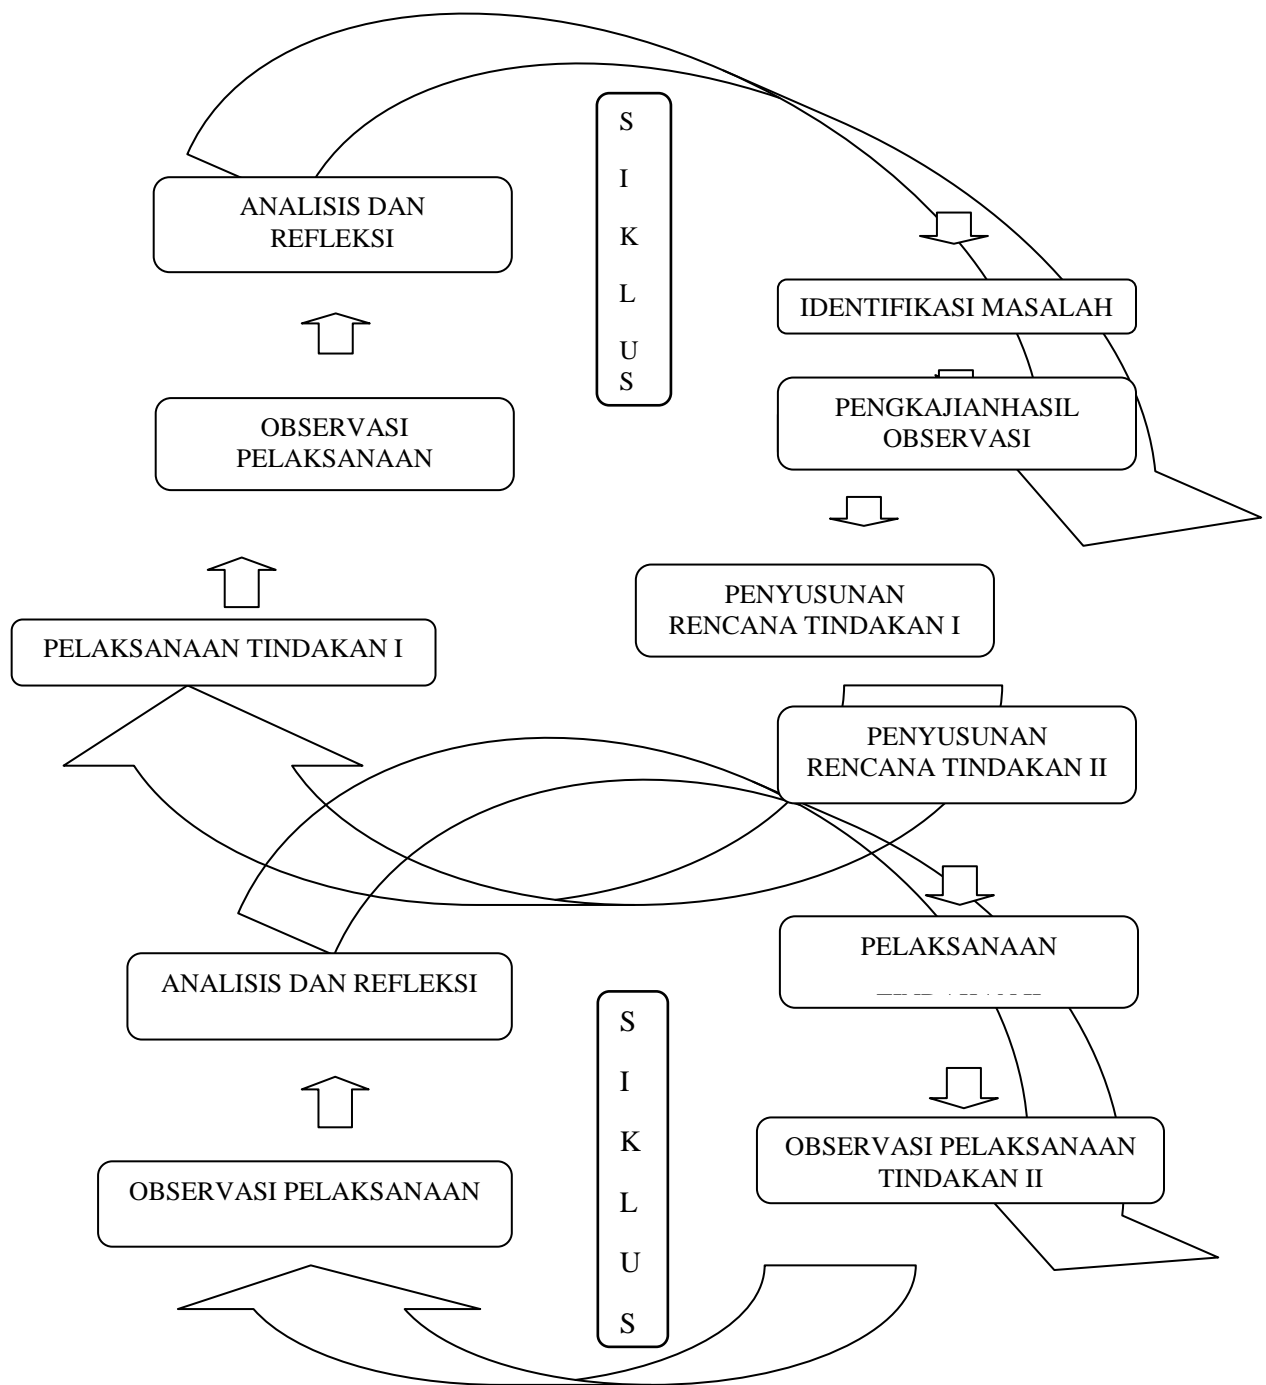 S
I
K
L
U
S
ANALISIS DAN
REFLEKSI
IDENTIFIKASI MASALAH
OBSERVASI
PELAKSANAAN
PENGKAJIANHASIL
OBSERVASI
PENYUSUNAN
RENCANA TINDAKAN I
PELAKSANAAN TINDAKAN I
PENYUSUNAN
RENCANA TINDAKAN II
PELAKSANAAN
ANALISIS DAN REFLEKSI
S
I
K
L
U
S
OBSERVASI PELAKSANAAN
TINDAKAN II
OBSERVASI PELAKSANAAN